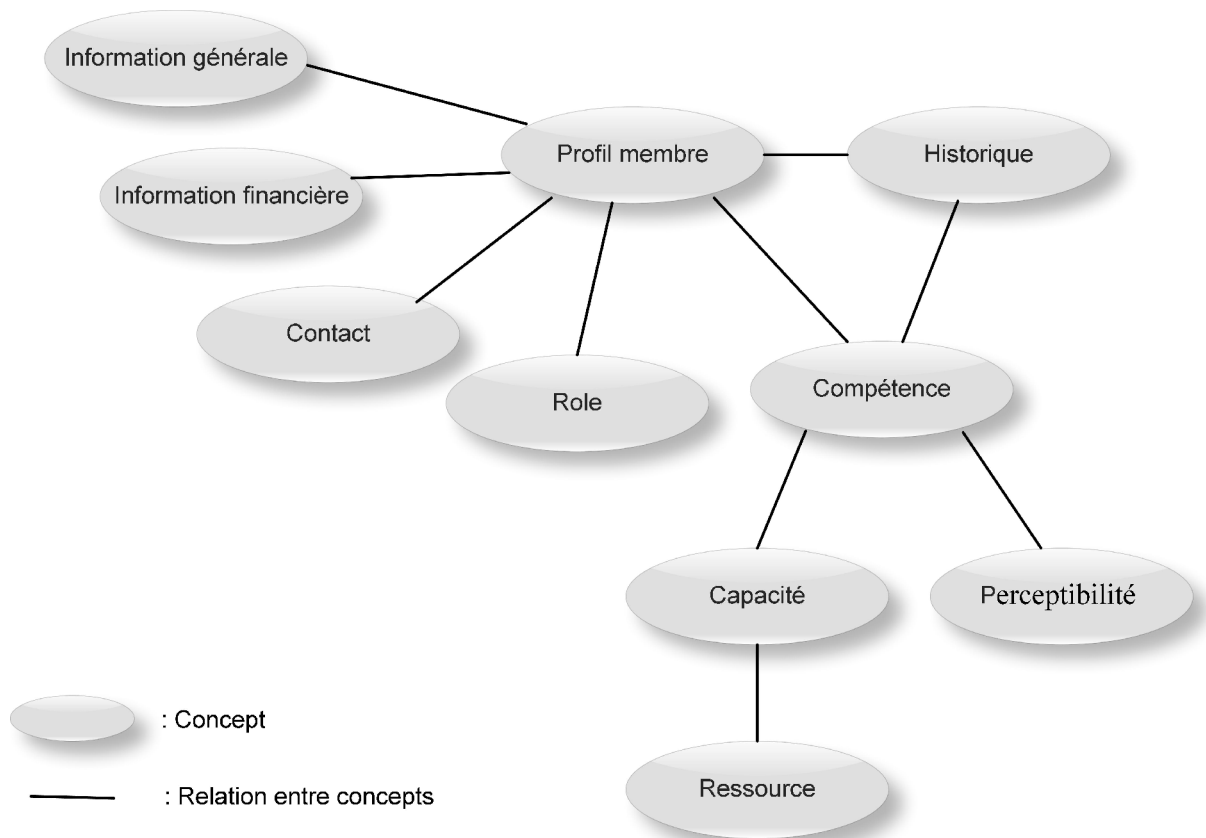 Information générale
Profil membre
Historique
Information financière
Contact
Role
Compétence
Capacité
Perceptibilité
: Concept
: Relation entre concepts
Ressource